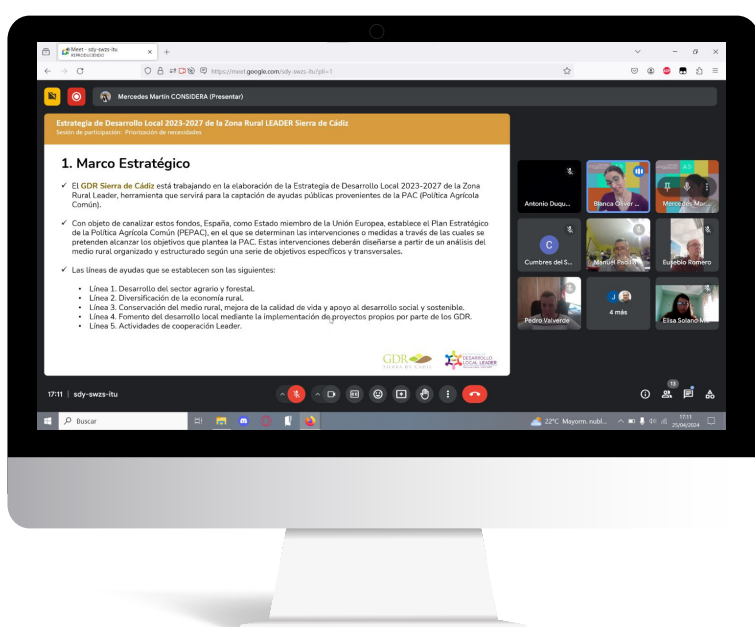 Meet - sdy-swzs-itu
REPRODUCIENDO
https://meet.google.com/sdy-swzs-itu?pli=1
Mercedes Martín CONSIDERA (Presentar)
Estrategia de Desarrollo Local 2023-2027 de la Zona Rural LEADER Sierra de Cádiz
Sesión de participación: Priorización de necesidades
1. Marco Estratégico
✓ El GDR Sierra de Cádiz está trabajando en la elaboración de la Estrategia de Desarrollo Local 2023-2027 de la Zona
Rural Leader, herramienta que servirá para la captación de ayudas públicas provenientes de la PAC (Política Agrícola
Común).
✓ Con objeto de canalizar estos fondos, España, como Estado miembro de la Unión Europea, establece el Plan Estratégico
de la Política Agrícola Común (PEPAC), en el que se determinan las intervenciones o medidas a través de las cuales se
pretenden alcanzar los objetivos que plantea la PAC. Estas intervenciones deberán diseñarse a partir de un análisis del
medio rural organizado y estructurado según una serie de objetivos específicos y transversales.
✓ Las líneas de ayudas que se establecen son las siguientes:
• Línea 1. Desarrollo del sector agrario y forestal.
• Línea 2. Diversificación de la economía rural.
• Línea 3. Conservación del medio rural, mejora de la calidad de vida y apoyo al desarrollo social y sostenible.
• Línea 4. Fomento del desarrollo local mediante la implementación de proyectos propios por parte de los GDR.
• Línea 5. Actividades de cooperación Leader.
GDR
SIERRA DE CÁDIZ
DESARROLLO
LOCAL LEADER
Antonio Duqu...
Blanca Oliver ...
Mercedes Mar...
C
Cumbres del S...
Manuel Padilla
Eugebio Romero
Pedro Valverde
J
4 más
Elisa Solano M...
17:11 | sdy-swzs-itu
13
Buscar
22°C Mayorm. nubl...
17:11
25/04/2024